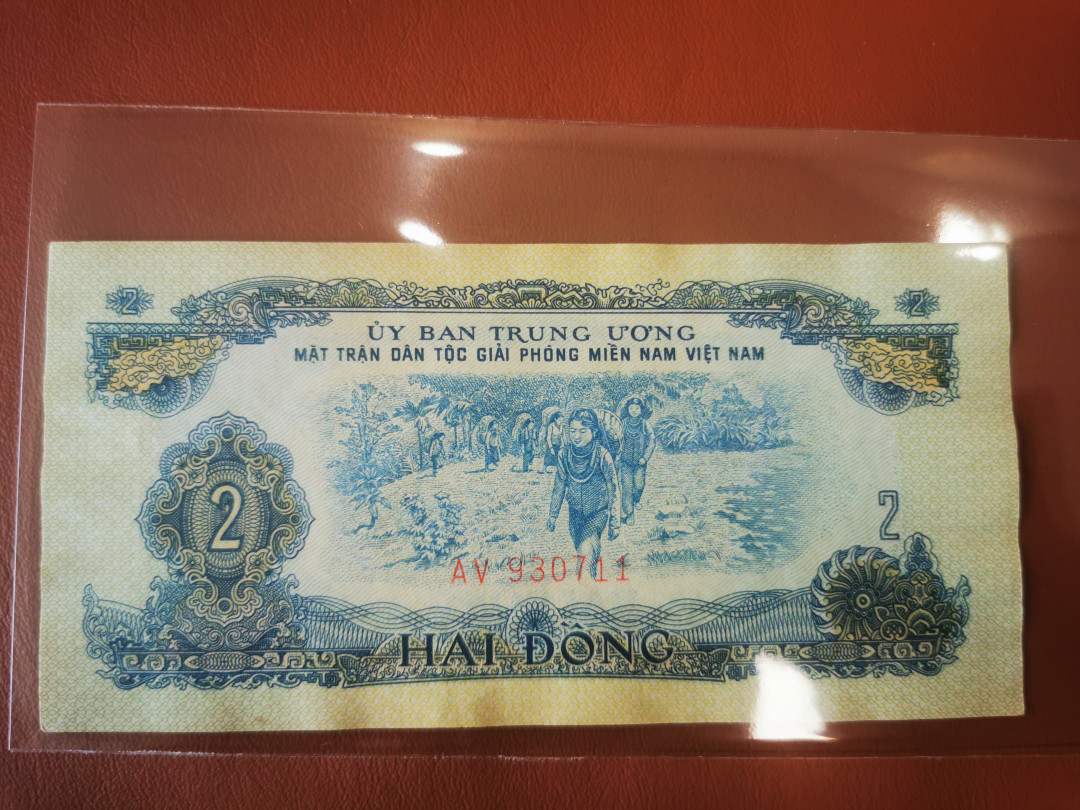 2 2
ỦY BAN TRUNG ƯƠNG
MẶT TRẬN DÂN TỘC GIẢI PHÓNG MIỀN NAM VIỆT NAM
2
2
AV 930711
HAI ĐỒNG